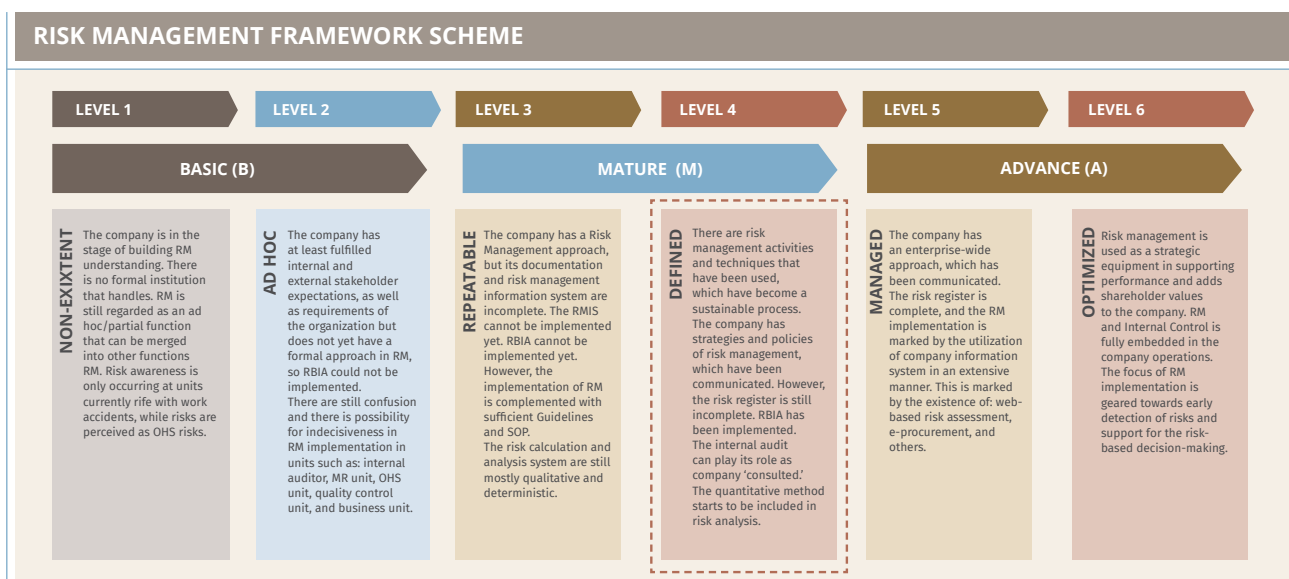 RISK MANAGEMENT FRAMEWORK SCHEME
LEVEL 1
LEVEL 2
LEVEL 3
LEVEL 4
LEVEL 5
LEVEL 6
BASIC (B)
MATURE (M)
ADVANCE (A)
NON-EXIXTENT
The company is in the
stage of building RM
understanding. There
is no formal institution
that handles. RM is
still regarded as an ad
hoc/partial function
that can be merged
into other functions
RM. Risk awareness is
only occurring at units
currently rife with work
accidents, while risks are
perceived as OHS risks.
AD HOC
The company has
at least fulfilled
internal and
external stakeholder
expectations, as well
as requirements of
the organization but
does not yet have a
formal approach in RM,
so RBIA could not be
implemented.
There are still confusion
and there is possibility
for indecisiveness in
RM implementation in
units such as: internal
auditor, MR unit, OHS
unit, quality control
unit, and business unit.
REPEATABLE
The company has a Risk
Management approach,
but its documentation
and risk management
information system are
incomplete. The RMIS
cannot be implemented
yet. RBIA cannot be
implemented yet.
However, the
implementation of RM
is complemented with
sufficient Guidelines
and SOP.
The risk calculation and
analysis system are still
mostly qualitative and
deterministic.
DEFINED
There are risk
management activities
and techniques that
have been used,
which have become a
sustainable process.
The company has
strategies and policies
of risk management,
which have been
communicated. However,
the risk register is still
incomplete. RBIA has
been implemented.
The internal audit
can play its role as
company ‘consulted.’
The quantitative method
starts to be included in
risk analysis.
MANAGED
The company has
an enterprise-wide
approach, which has
been communicated.
The risk register is
complete, and the RM
implementation is
marked by the utilization
of company information
system in an extensive
manner. This is marked
by the existence of: web-
based risk assessment,
e-procurement, and
others.
OPTIMIZED
Risk management is
used as a strategic
equipment in supporting
performance and adds
shareholder values
to the company. RM
and Internal Control is
fully embedded in the
company operations.
The focus of RM
implementation is
geared towards early
detection of risks and
support for the risk-
based decision-making.